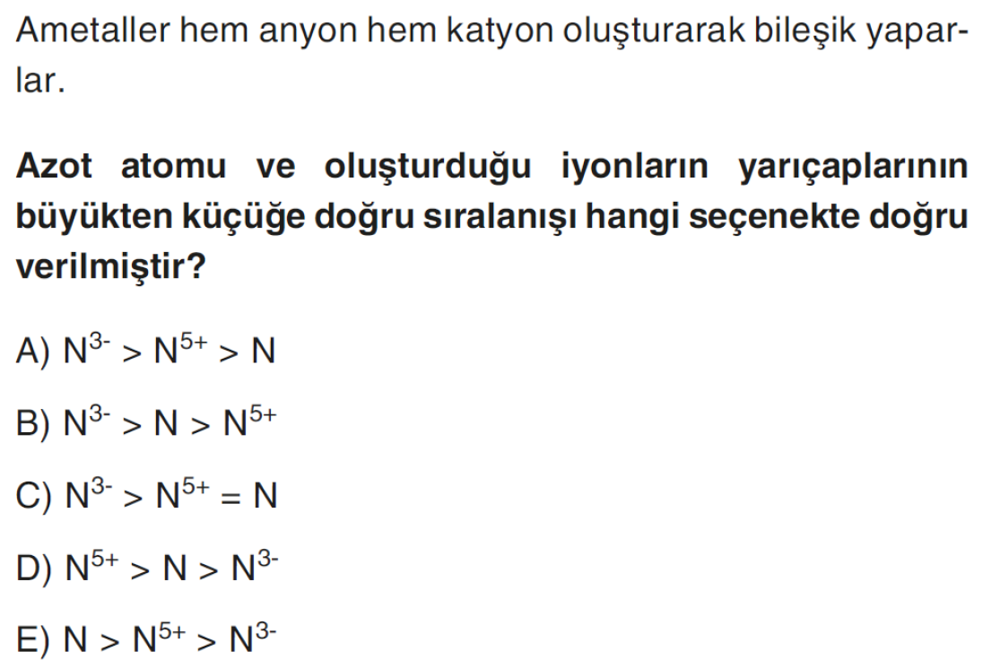 Ametaller hem anyon hem katyon oluşturarak bileşik yapar-
lar.
Azot atomu ve oluşturduğu iyonların yarıçaplarının
büyükten küçüğe doğru sıralanışı hangi seçenekte doğru
verilmiştir?
A) N³⁻ > N⁵⁺ > N
B) N³⁻ > N > N⁵⁺
C) N³⁻ > N⁵⁺ = N
D) N⁵⁺ > N > N³⁻
E) N > N⁵⁺ > N³⁻